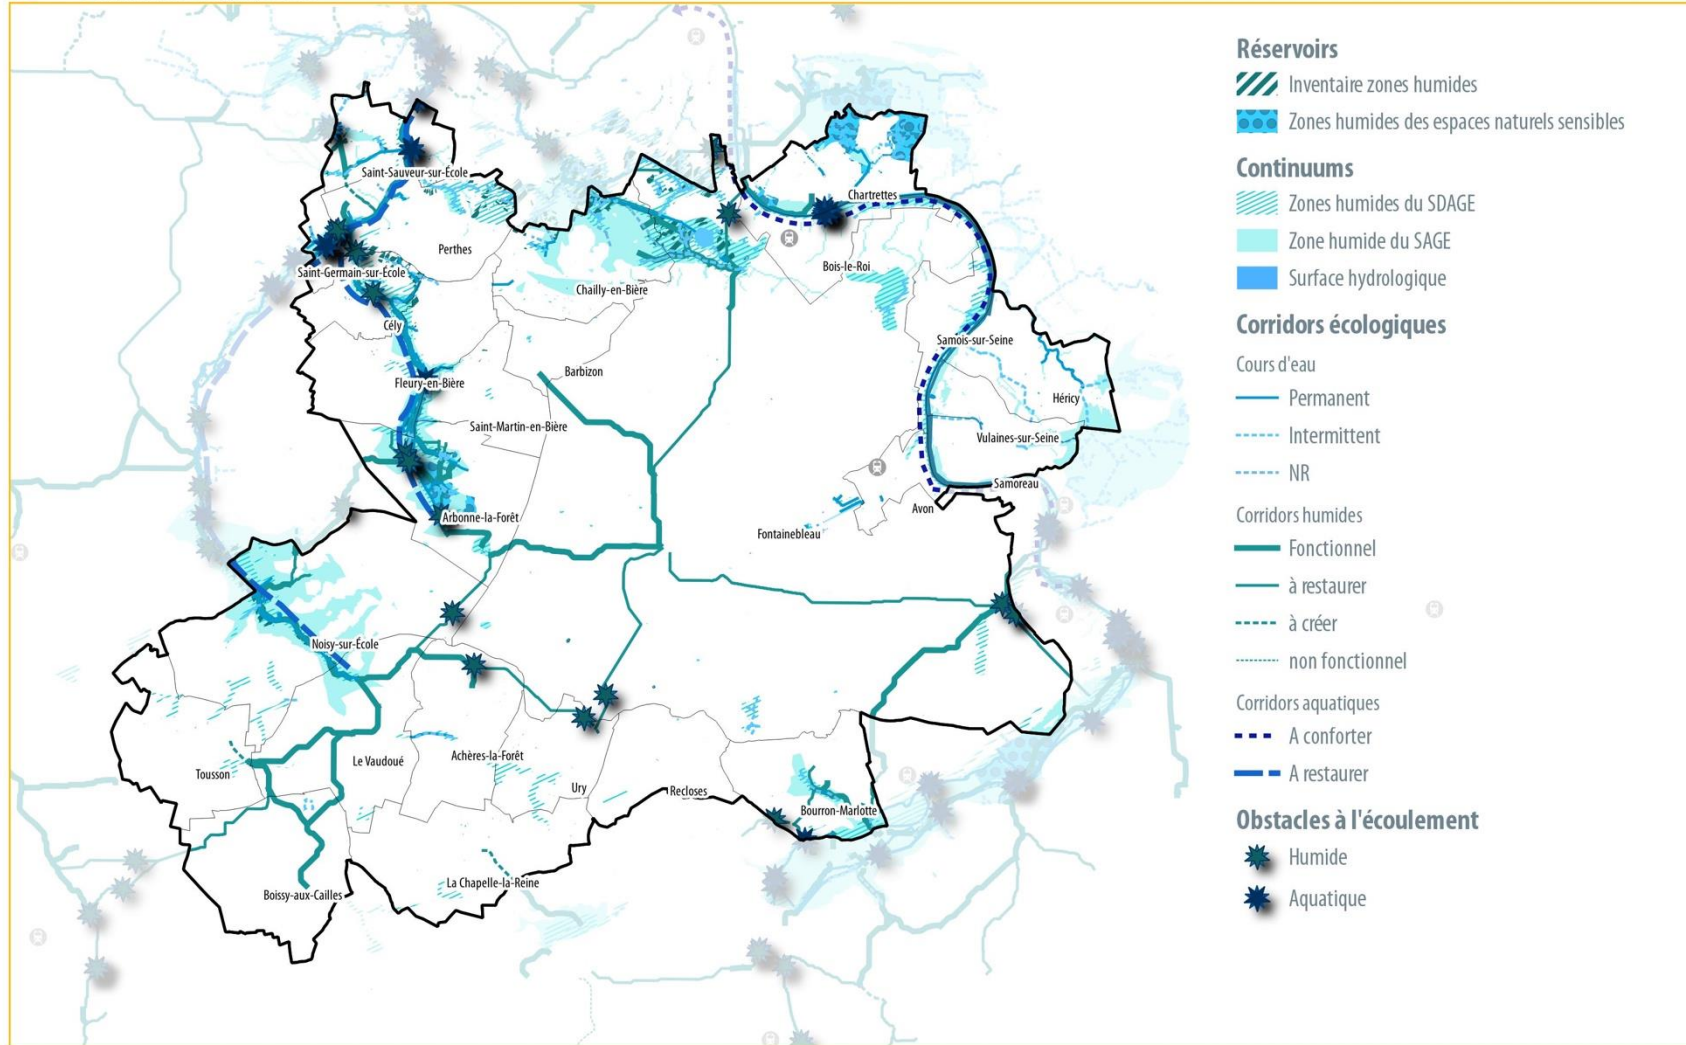 Réservoirs
Inventaire zones humides
Zones humides des espaces naturels sensibles
Continuums
Zones humides du SDAGE
Zone humide du SAGE
Surface hydrologique
Corridors écologiques
Cours d'eau
Permanent
Intermittent
NR
Corridors humides
Fonctionnel
à restaurer
à créer
non fonctionnel
Corridors aquatiques
A conforter
A restaurer
Obstacles à l'écoulement
Humide
Aquatique
Saint-Sauveur-sur-École
Chartrettes
Perthes
Saint-Germain-sur-École
Bois-le-Roi
Chailly-en-Bière
Cély
Samois-sur-Seine
Barbizon
Fleury-en-Bière
Héricy
Saint-Martin-en-Bière
Vulaines-sur-Seine
Samoreau
Avon
Arbonne-la-Forêt
Fontainebleau
Noisy-sur-École
Achères-la-Forêt
Le Vaudoué
Tousson
Ury
Recloses
Bourron-Marlotte
La Chapelle-la-Reine
Boissy-aux-Cailles